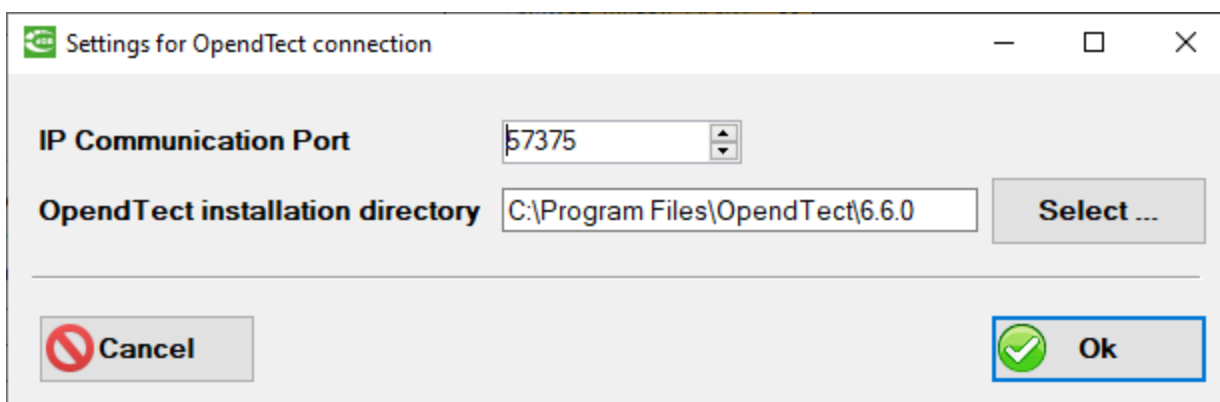 Settings for OpendTect connection
IP Communication Port 57375
OpendTect installation directory C:\Program Files\OpendTect\6.6.0 Select ...
Cancel Ok